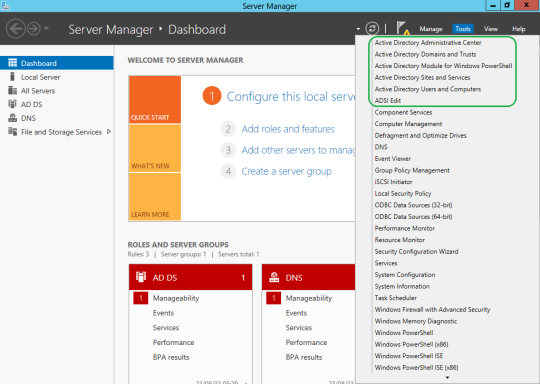 Server Manager
Server Manager • Dashboard
Manage Tools View Help
Dashboard
Local Server
All Servers
AD DS
DNS
File and Storage Services
WELCOME TO SERVER MANAGER
QUICK START
WHAT'S NEW
LEARN MORE
1 Configure this local serve
2 Add roles and features
3 Add other servers to manag
4 Create a server group
ROLES AND SERVER GROUPS
Roles: 3 | Server groups: 1 | Servers total: 1
AD DS 1
1 Manageability
Events
Services
Performance
BPA results
DNS
1 Manageability
Events
Services
Performance
BPA results
Active Directory Administrative Center
Active Directory Domains and Trusts
Active Directory Module for Windows PowerShell
Active Directory Sites and Services
Active Directory Users and Computers
ADSI Edit
Component Services
Computer Management
Defragment and Optimize Drives
DNS
Event Viewer
Group Policy Management
iSCSI Initiator
Local Security Policy
ODBC Data Sources (32-bit)
ODBC Data Sources (64-bit)
Performance Monitor
Resource Monitor
Security Configuration Wizard
Services
System Configuration
System Information
Task Scheduler
Windows Firewall with Advanced Security
Windows Memory Diagnostic
Windows PowerShell
Windows PowerShell (x86)
Windows PowerShell ISE
Windows PowerShell ISE (x86)